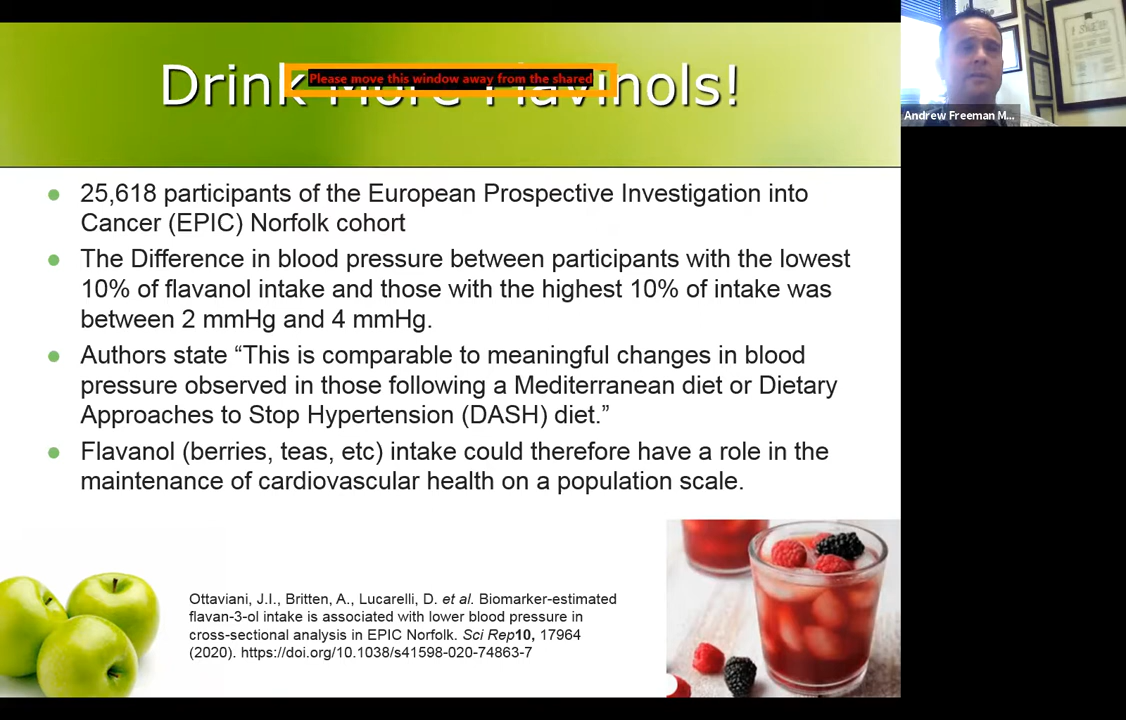 Drink More Flavinols!
Please move this window away from the shared
Andrew Freeman M...
25,618 participants of the European Prospective Investigation into
Cancer (EPIC) Norfolk cohort
The Difference in blood pressure between participants with the lowest
10% of flavanol intake and those with the highest 10% of intake was
between 2 mmHg and 4 mmHg.
Authors state “This is comparable to meaningful changes in blood
pressure observed in those following a Mediterranean diet or Dietary
Approaches to Stop Hypertension (DASH) diet.”
Flavanol (berries, teas, etc) intake could therefore have a role in the
maintenance of cardiovascular health on a population scale.
Ottaviani, J.I., Britten, A., Lucarelli, D. et al. Biomarker-estimated
flavan-3-ol intake is associated with lower blood pressure in
cross-sectional analysis in EPIC Norfolk. Sci Rep10, 17964
(2020). https://doi.org/10.1038/s41598-020-74863-7